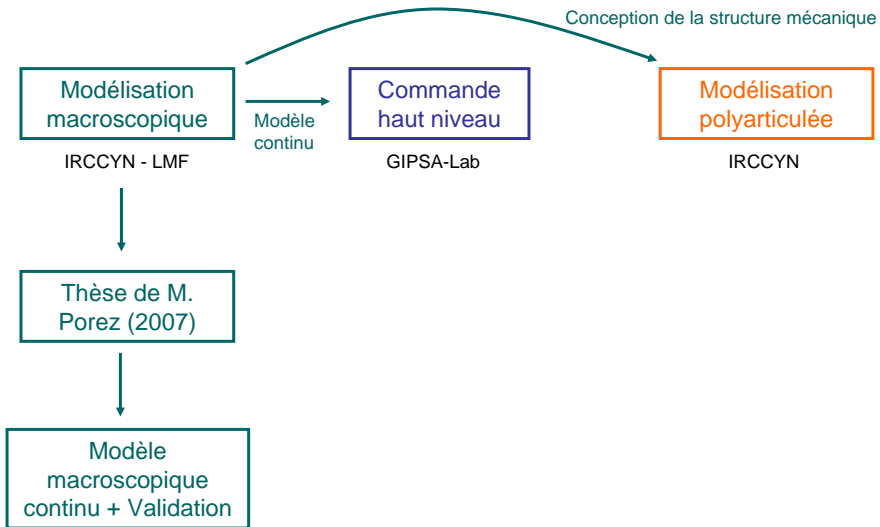 Conception de la structure mécanique
Modélisation
macroscopique
Modèle
continu
Commande
haut niveau
Modélisation
polyarticulée
IRCCYN - LMF
GIPSA-Lab
IRCCYN
Thèse de M.
Porez (2007)
Modèle
macroscopique
continu + Validation